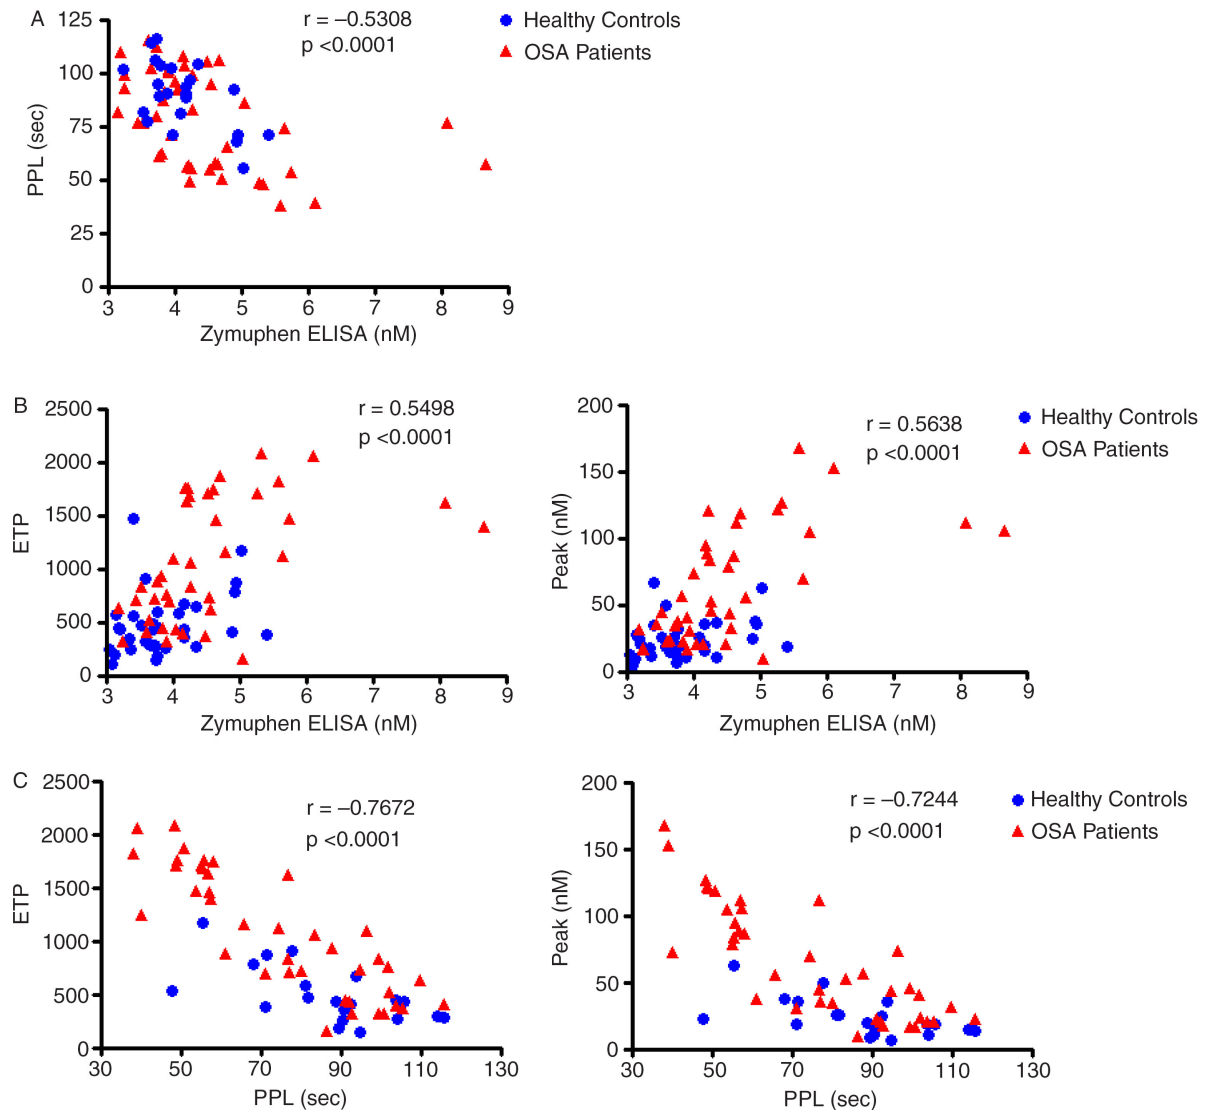 A
r = –0.5308
p <0.0001
Healthy Controls
OSA Patients
125
100
75
50
25
0
PPL (sec)
3 4 5 6 7 8 9
Zymuphen ELISA (nM)
B
r = 0.5498
p <0.0001
2500
2000
1500
1000
500
0
ETP
3 4 5 6 7 8 9
Zymuphen ELISA (nM)
r = 0.5638
p <0.0001
Healthy Controls
OSA Patients
200
150
100
50
0
Peak (nM)
3 4 5 6 7 8 9
Zymuphen ELISA (nM)
C
r = –0.7672
p <0.0001
2500
2000
1500
1000
500
0
ETP
30 50 70 90 110 130
PPL (sec)
r = –0.7244
p <0.0001
Healthy Controls
OSA Patients
200
150
100
50
0
Peak (nM)
30 50 70 90 110 130
PPL (sec)